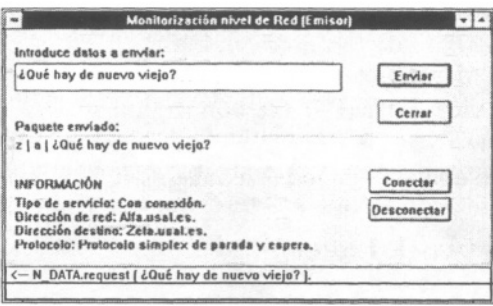 Monitorización nivel de Red (Emisor)
Introduce datos a enviar:
¿Qué hay de nuevo viejo?
Enviar
Cerrar
Paquete enviado:
z | a | ¿Qué hay de nuevo viejo?
INFORMACIÓN
Conectar
Tipo de servicio: Con conexión.
Desconectar
Dirección de red: Alfa.usal.es.
Dirección destino: Zeta.usal.es.
Protocolo: Protocolo simplex de parada y espera.
<— N_DATA.request [ ¿Qué hay de nuevo viejo? ].